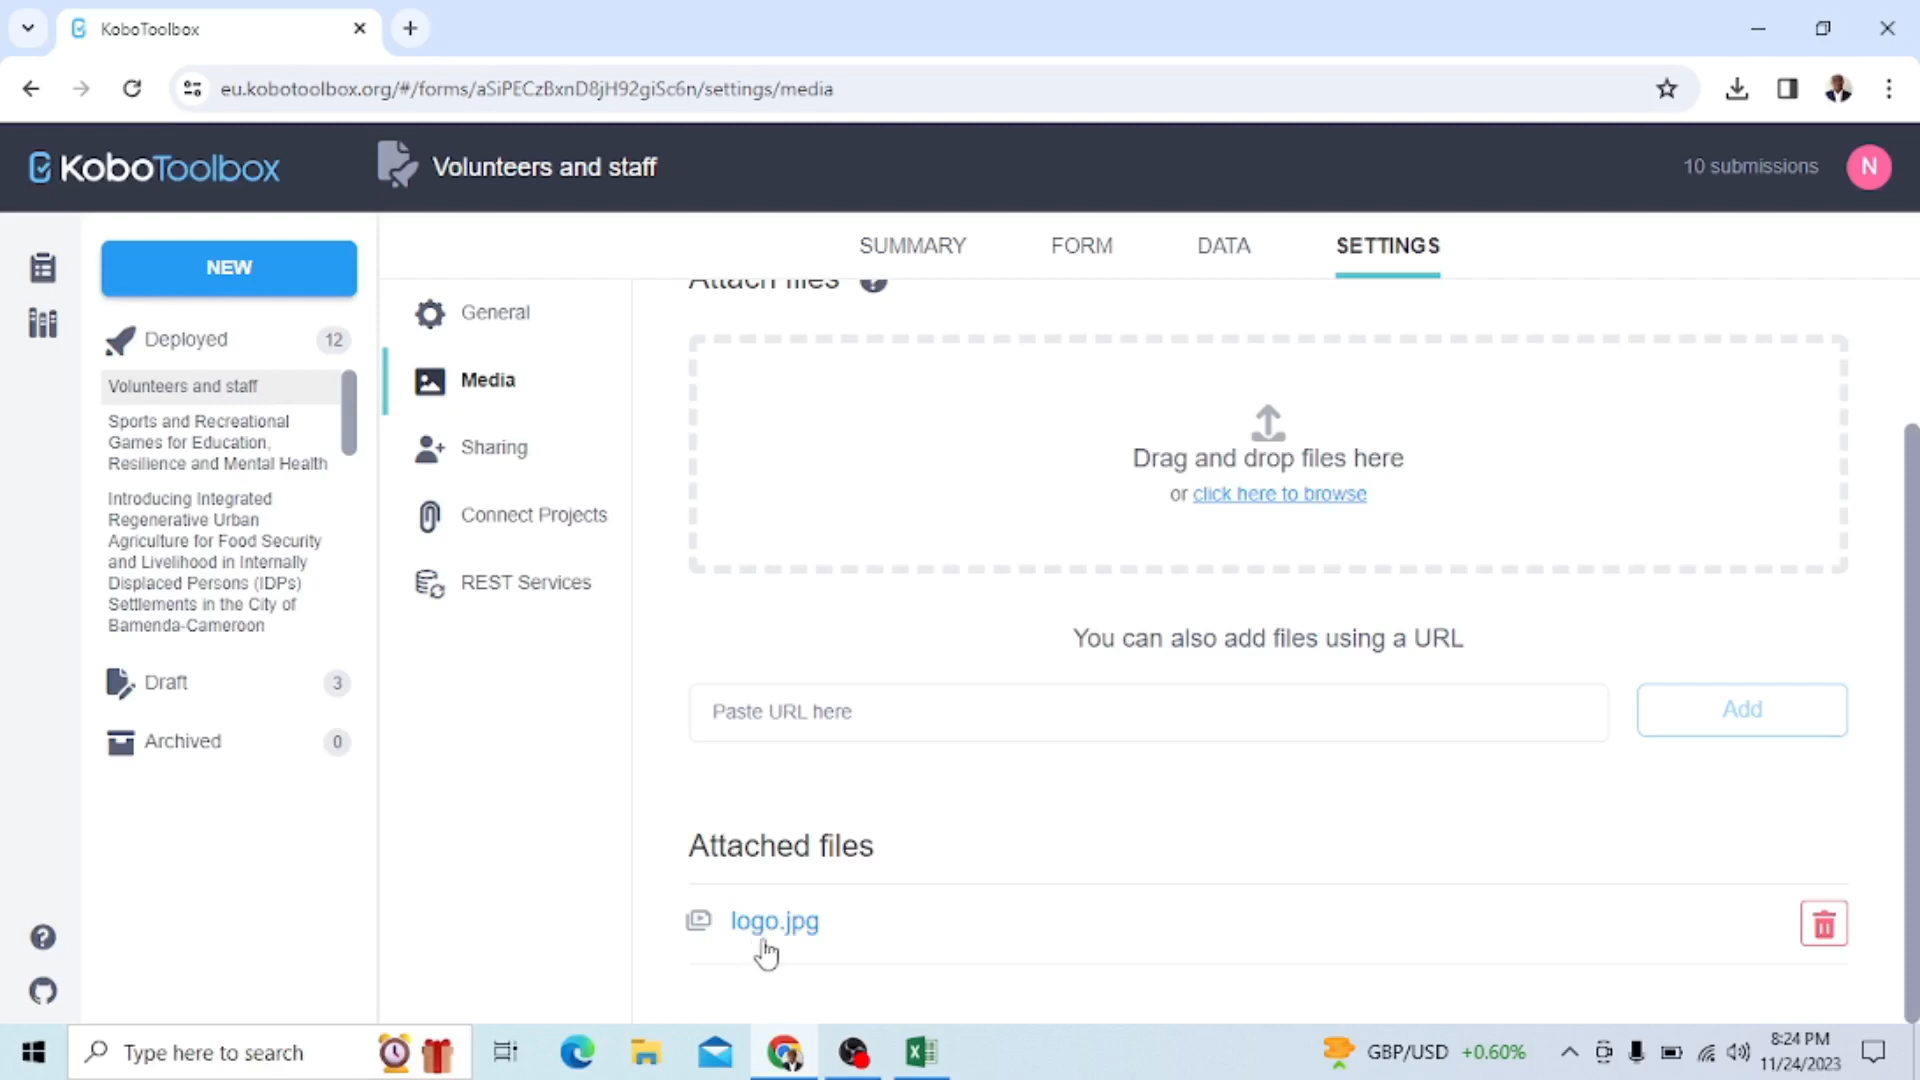 KoboToolbox
eu.kobotoolbox.org/#/forms/aSiPECzBxnD8jH92giSc6n/settings/media
KoboToolbox
Volunteers and staff
10 submissions
N
NEW
Deployed
12
Volunteers and staff
Sports and Recreational
Games for Education,
Resilience and Mental Health
Introducing Integrated
Regenerative Urban
Agriculture for Food Security
and Livelihood in Internally
Displaced Persons (IDPs)
Settlements in the City of
Bamenda-Cameroon
Draft
3
Archived
0
SUMMARY
FORM
DATA
SETTINGS
General
Media
Sharing
Connect Projects
REST Services
Attach files
Drag and drop files here
or click here to browse
You can also add files using a URL
Paste URL here
Add
Attached files
logo.jpg
Type here to search
GBP/USD +0.60%
8:24 PM
11/24/2023